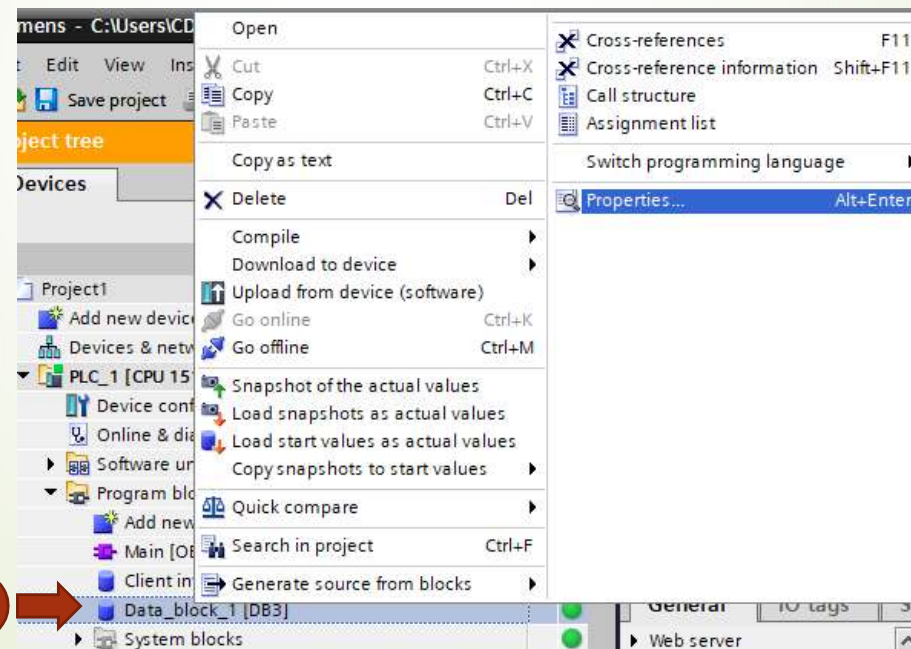 mens - C:\Users\CD
Edit View Ins
Save project
ject tree
Devices
Project1
Add new devic
Devices & netw
PLC_1 [CPU 15
Device conf
Online & dia
Software un
Program blo
Add new
Main [OB
Client in
Data_block_1 [DB3]
System blocks
Open
Cut Ctrl+X
Copy Ctrl+C
Paste Ctrl+V
Copy as text
Delete Del
Compile
Download to device
Upload from device (software)
Go online Ctrl+K
Go offline Ctrl+M
Snapshot of the actual values
Load snapshots as actual values
Load start values as actual values
Copy snapshots to start values
Quick compare
Search in project Ctrl+F
Generate source from blocks
Cross-references F11
Cross-reference information Shift+F11
Call structure
Assignment list
Switch programming language
Properties... Alt+Enter
General IO tags S
Web server